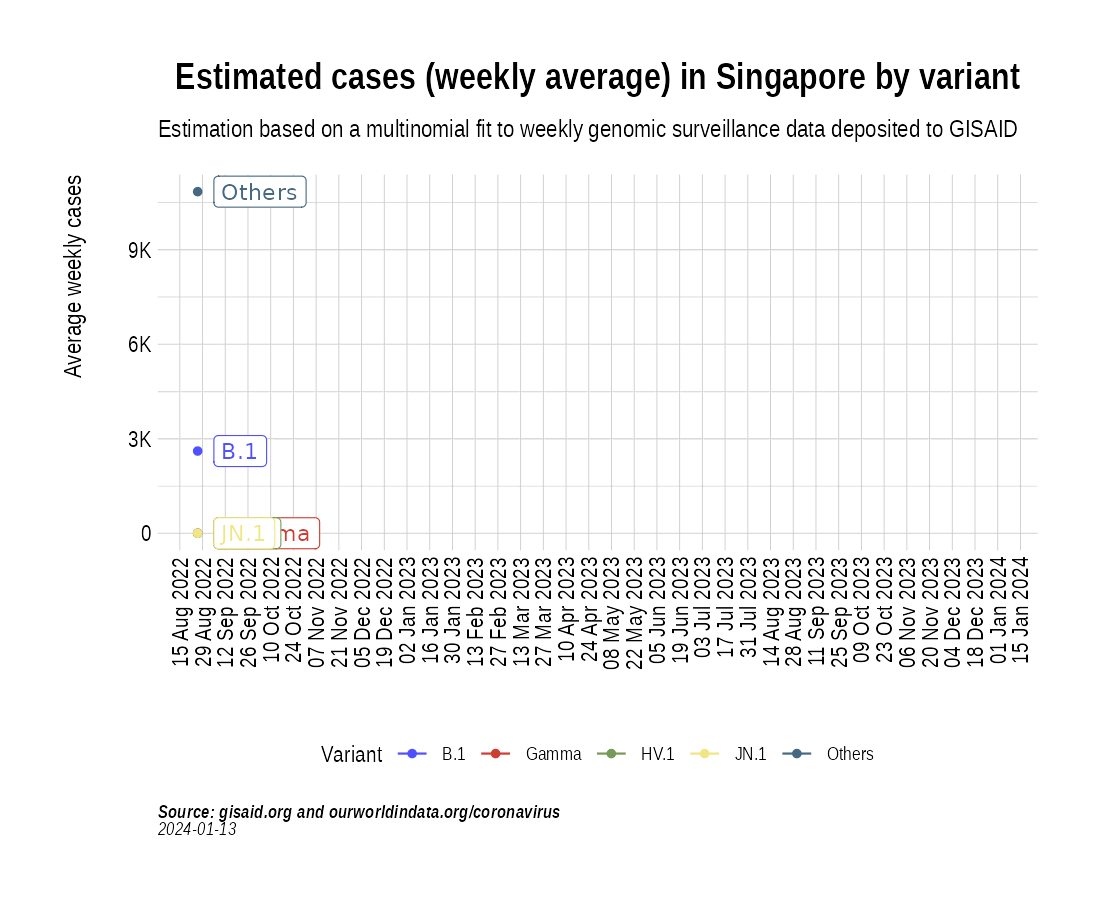 Estimated cases (weekly average) in Singapore by variant
Estimation based on a multinomial fit to weekly genomic surveillance data deposited to GISAID
Average weekly cases
9K
6K
3K
0
Others
B.1
JN.1
ma
15 Aug 2022
29 Aug 2022
12 Sep 2022
26 Sep 2022
10 Oct 2022
24 Oct 2022
07 Nov 2022
21 Nov 2022
05 Dec 2022
19 Dec 2022
02 Jan 2023
16 Jan 2023
30 Jan 2023
13 Feb 2023
27 Feb 2023
13 Mar 2023
27 Mar 2023
10 Apr 2023
24 Apr 2023
08 May 2023
22 May 2023
05 Jun 2023
19 Jun 2023
03 Jul 2023
17 Jul 2023
31 Jul 2023
14 Aug 2023
28 Aug 2023
11 Sep 2023
25 Sep 2023
09 Oct 2023
23 Oct 2023
06 Nov 2023
20 Nov 2023
04 Dec 2023
18 Dec 2023
01 Jan 2024
15 Jan 2024
Variant B.1 Gamma HV.1 JN.1 Others
Source: gisaid.org and ourworldindata.org/coronavirus
2024-01-13